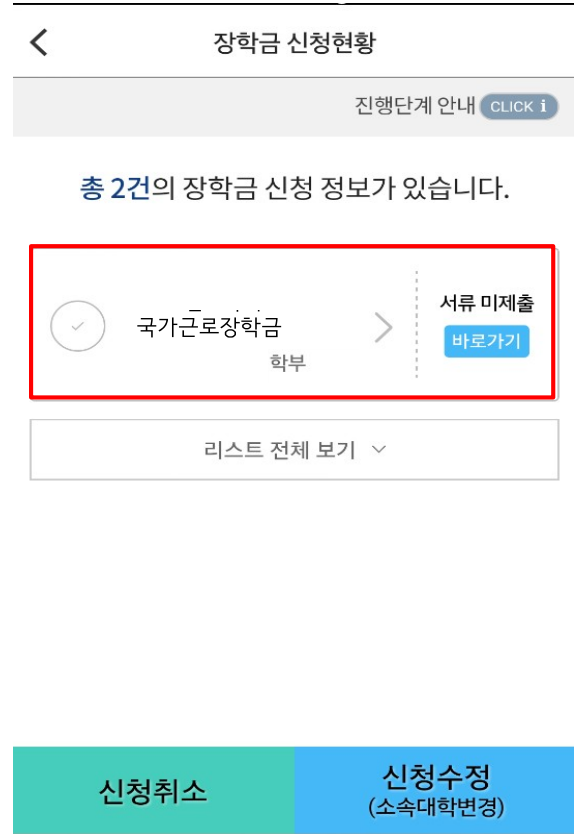 장학금 신청현황
진행단계 안내 CLICK i
총 2건의 장학금 신청 정보가 있습니다.
국가근로장학금
학부
서류 미제출
바로가기
리스트 전체 보기
신청취소
신청수정
(소속대학변경)